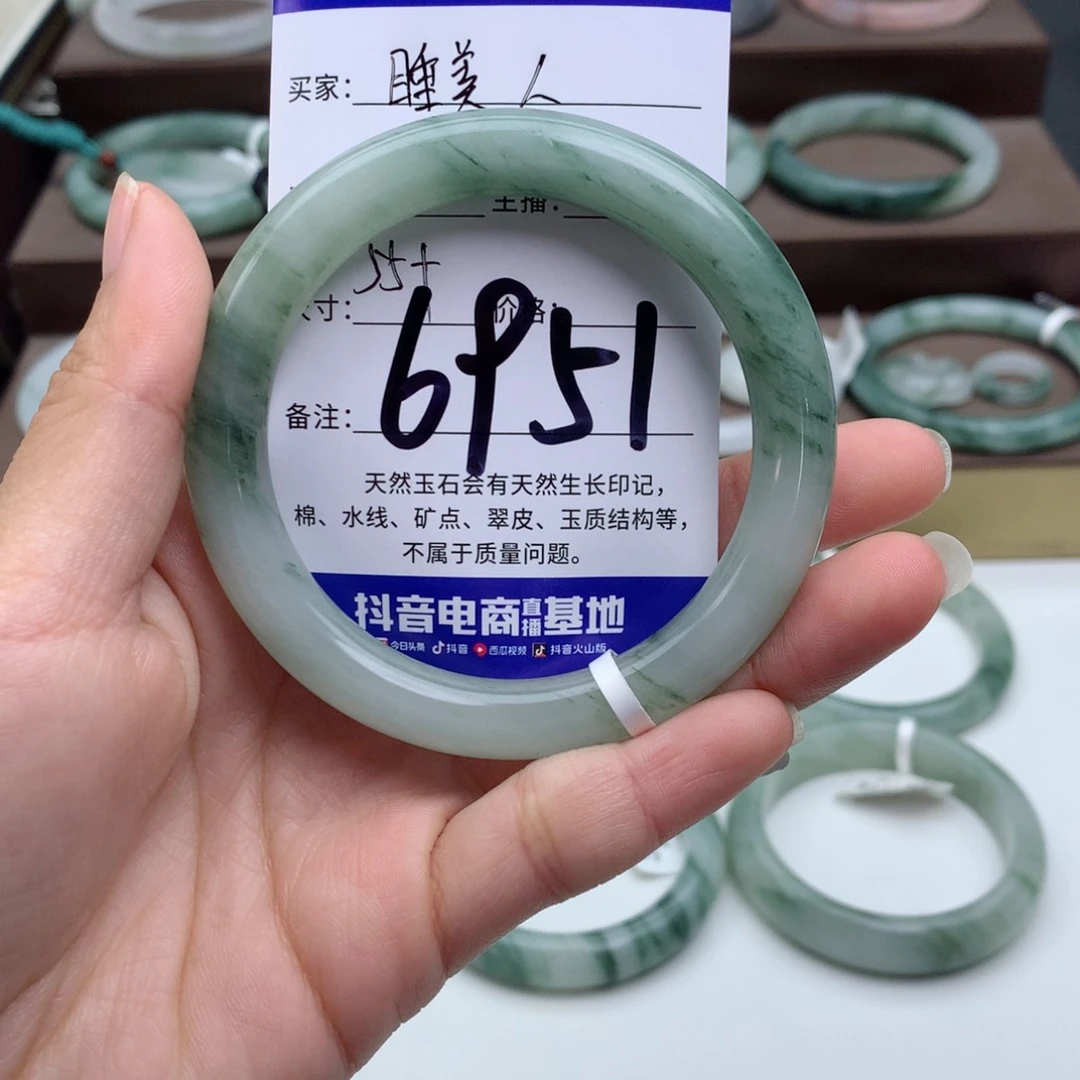 买家：睡美人
主播：
寸：55+ 价格：
6951
备注：
天然玉石会有天然生长印记，
棉、水线、矿点、翠皮、玉质结构等，
不属于质量问题。
抖音电商直播基地
今日头条 抖音 西瓜视频 抖音火山版